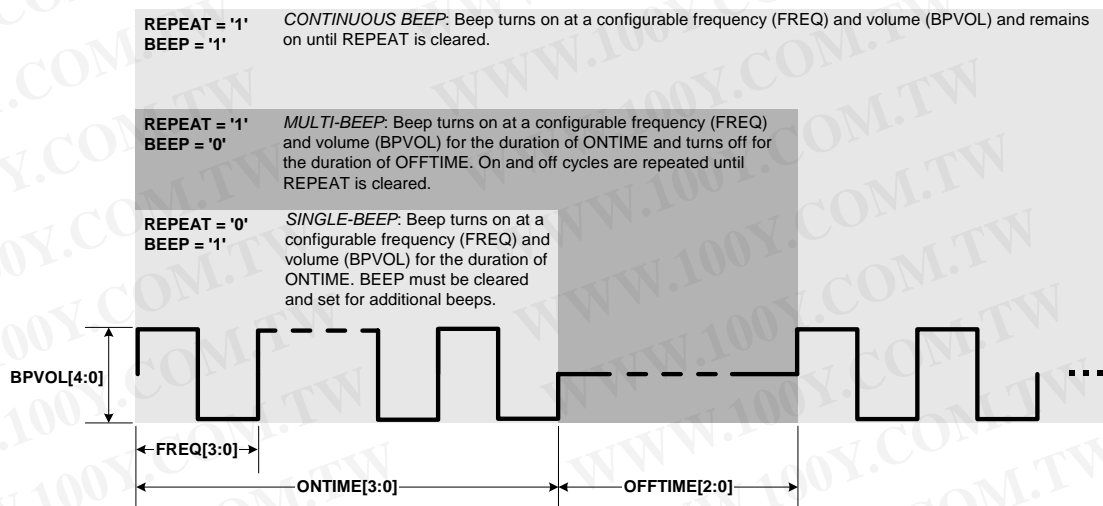 REPEAT = '1'
BEEP = '1'
CONTINUOUS BEEP: Beep turns on at a configurable frequency (FREQ) and volume (BPVOL) and remains
on until REPEAT is cleared.
REPEAT = '1'
BEEP = '0'
MULTI-BEEP: Beep turns on at a configurable frequency (FREQ)
and volume (BPVOL) for the duration of ONTIME and turns off for
the duration of OFFTIME. On and off cycles are repeated until
REPEAT is cleared.
REPEAT = '0'
BEEP = '1'
SINGLE-BEEP: Beep turns on at a
configurable frequency (FREQ) and
volume (BPVOL) for the duration of
ONTIME. BEEP must be cleared
and set for additional beeps.
BPVOL[4:0]
FREQ[3:0]
ONTIME[3:0]
OFFTIME[2:0]
WWW.100Y.COM.TW